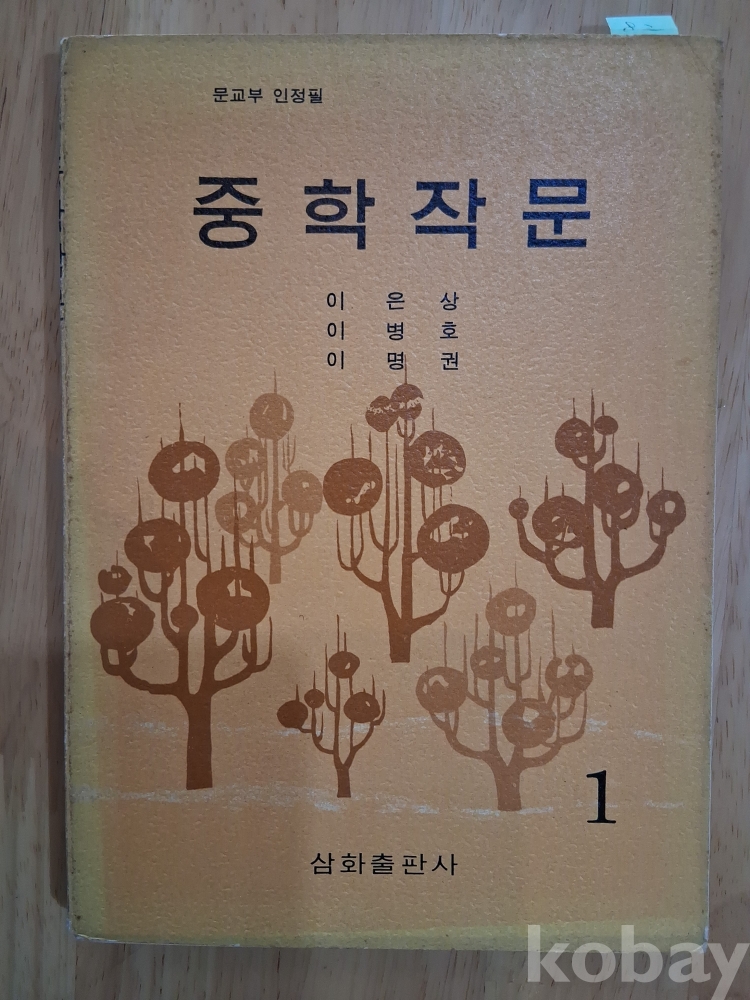 문교부 인정필
중학작문
이 은 상
이 병 호
이 명 권
1
삼화출판사
kobay